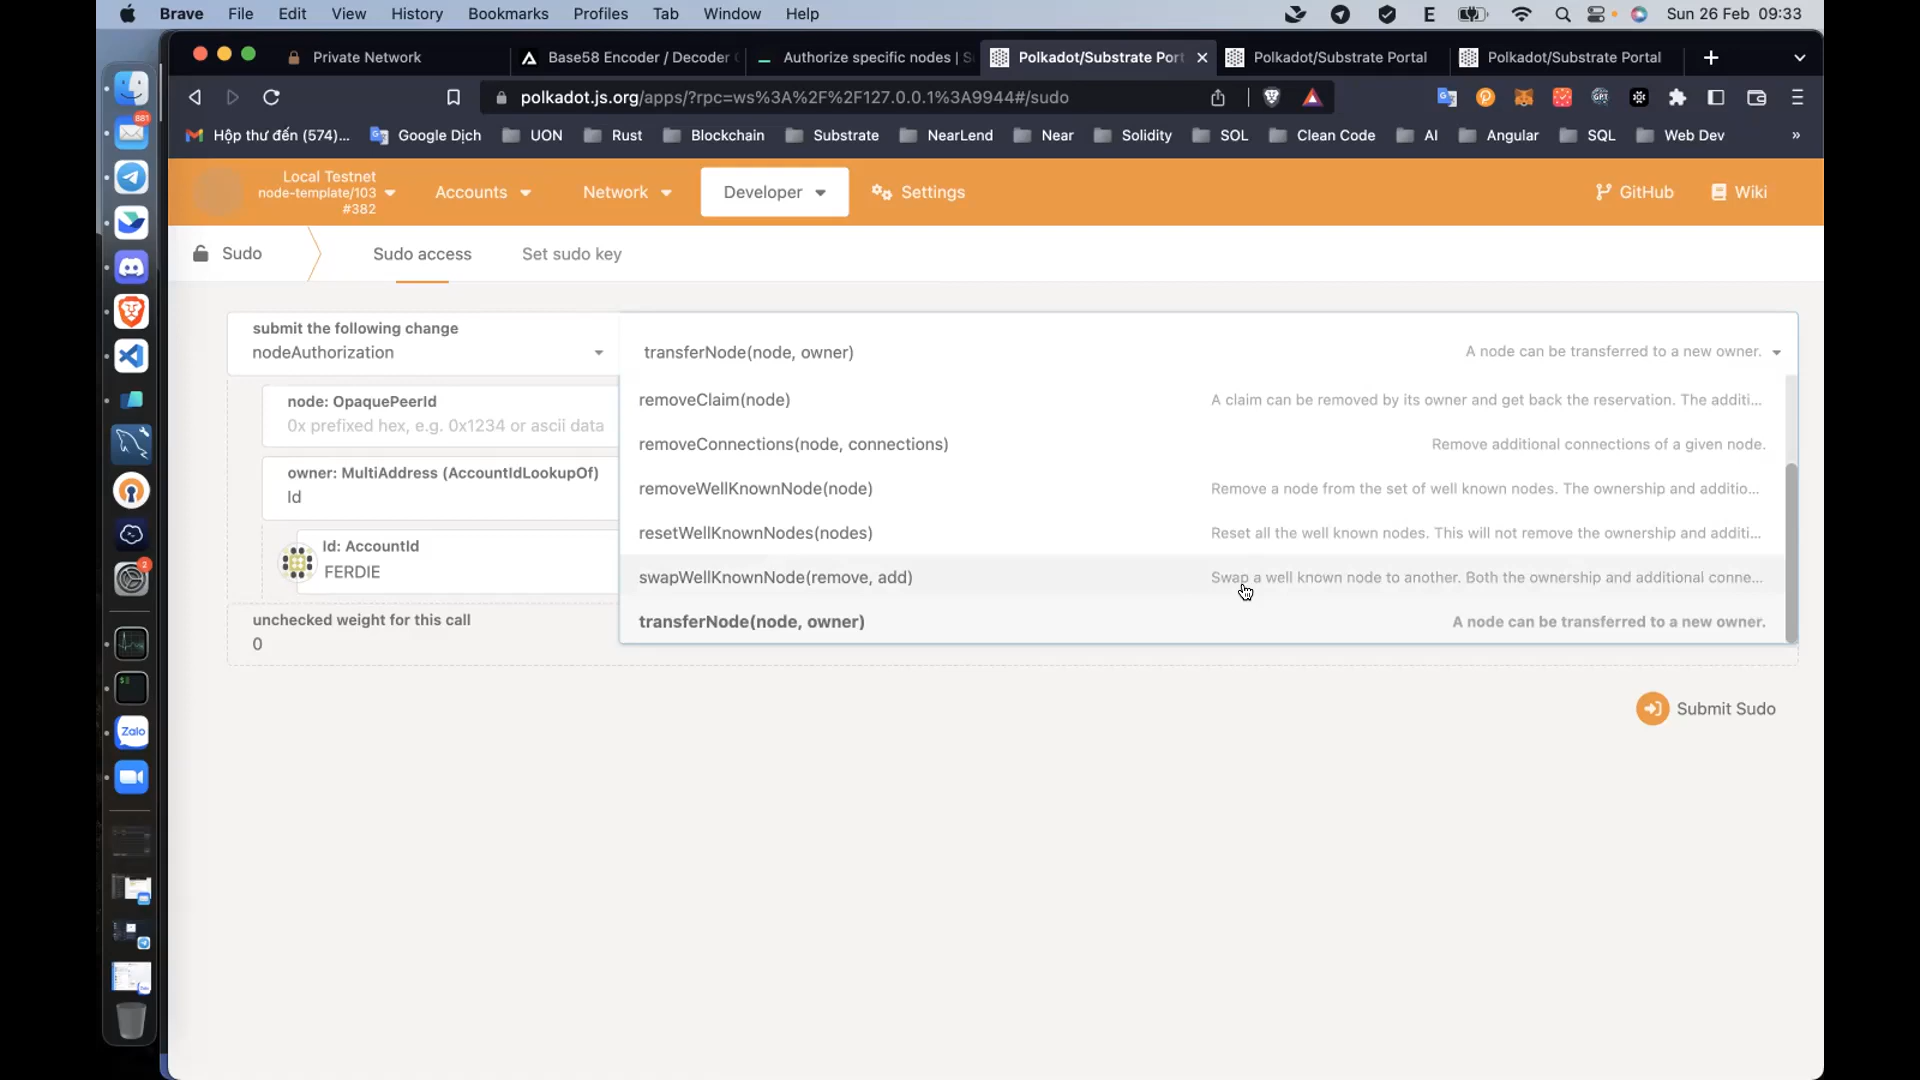 Brave File Edit View History Bookmarks Profiles Tab Window Help
E Sun 26 Feb 09:33
Private Network
Base58 Encoder / Decoder
Authorize specific nodes | S
Polkadot/Substrate Port
Polkadot/Substrate Portal
Polkadot/Substrate Portal
polkadot.js.org/apps/?rpc=ws%3A%2F%2F127.0.0.1%3A9944#/sudo
GPT
Hộp thư đến (574)... Google Dịch UON Rust Blockchain Substrate NearLend Near Solidity SOL Clean Code AI Angular SQL Web Dev »
881
Local Testnet
node-template/103
#382
Accounts
Network
Developer
Settings
GitHub
Wiki
Sudo
Sudo access
Set sudo key
submit the following change
nodeAuthorization
transferNode(node, owner) A node can be transferred to a new owner.
node: OpaquePeerId
0x prefixed hex, e.g. 0x1234 or ascii data
owner: MultiAddress (AccountIdLookupOf)
Id
Id: AccountId
FERDIE
unchecked weight for this call
0
removeClaim(node) A claim can be removed by its owner and get back the reservation. The additi...
removeConnections(node, connections) Remove additional connections of a given node.
removeWellKnownNode(node) Remove a node from the set of well known nodes. The ownership and additio...
resetWellKnownNodes(nodes) Reset all the well known nodes. This will not remove the ownership and additi...
swapWellKnownNode(remove, add) Swap a well known node to another. Both the ownership and additional conne...
transferNode(node, owner) A node can be transferred to a new owner.
Submit Sudo
2
Zalo